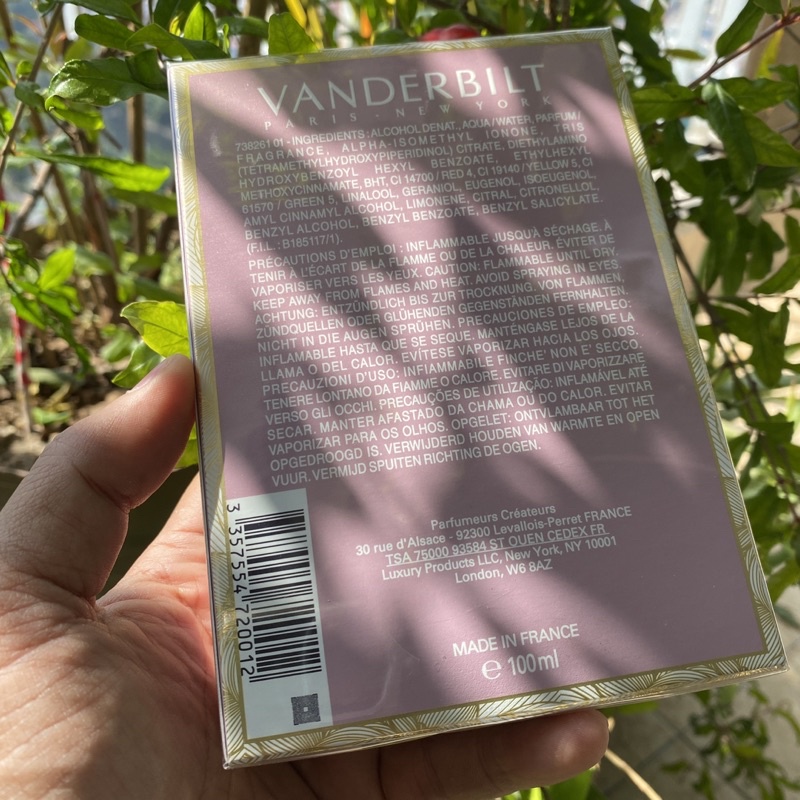 VANDERBILT
PARIS - NEW YORK
738261 01 - INGREDIENTS : ALCOHOL DENAT., AQUA / WATER, PARFUM /
FRAGRANCE, ALPHA-ISOMETHYL IONONE, TRIS
(TETRAMETHYLHYDROXYPIPERIDINOL) CITRATE, DIETHYLAMINO
HYDROXYBENZOYL HEXYL BENZOATE, ETHYLHEXYL
METHOXYCINNAMATE, BHT, CI 14700 / RED 4, CI 19140 / YELLOW 5, CI
61570 / GREEN 5, LINALOOL, GERANIOL, EUGENOL, ISOEUGENOL,
AMYL CINNAMYL ALCOHOL, LIMONENE, CITRAL, CITRONELLOL,
BENZYL ALCOHOL, BENZYL BENZOATE, BENZYL SALICYLATE.
(F.I.L. : B185117/1).
PRÉCAUTIONS D'EMPLOI : INFLAMMABLE JUSQU'À SÉCHAGE, À
TENIR À L'ÉCART DE LA FLAMME OU DE LA CHALEUR. ÉVITER DE
VAPORISER VERS LES YEUX. CAUTION: FLAMMABLE UNTIL DRY.
KEEP AWAY FROM FLAMES AND HEAT. AVOID SPRAYING IN EYES.
ACHTUNG: ENTZÜNDLICH BIS ZUR TROCKNUNG. VON FLAMMEN,
ZÜNDQUELLEN ODER GLÜHENDEN GEGENSTÄNDEN FERNHALTEN.
NICHT IN DIE AUGEN SPRÜHEN. PRECAUCIONES DE EMPLEO:
INFLAMABLE HASTA QUE SE SEQUE. MANTÉNGASE LEJOS DE LA
LLAMA O DEL CALOR. EVÍTESE VAPORIZAR HACIA LOS OJOS.
PRECAUZIONI D'USO: INFIAMMABILE FINCHE' NON E' SECCO.
TENERE LONTANO DA FIAMME O CALORE. EVITARE DI VAPORIZZARE
VERSO GLI OCCHI. PRECAUÇÕES DE UTILIZAÇÃO: INFLAMÁVEL ATÉ
SECAR. MANTER AFASTADO DA CHAMA OU DO CALOR. EVITAR
VAPORIZAR PARA OS OLHOS. OPGELET: ONTVLAMBAAR TOT HET
OPGEDROOGD IS. VERWIJDERD HOUDEN VAN WARMTE EN OPEN
VUUR. VERMIJD SPUITEN RICHTING DE OGEN.
3 357554 720012
Parfumeurs Créateurs
30 rue d'Alsace - 92300 Levallois-Perret FRANCE
TSA 75000 93584 ST OUEN CEDEX FR
Luxury Products LLC, New York, NY 10001
London, W6 8AZ
MADE IN FRANCE
℮ 100 ml